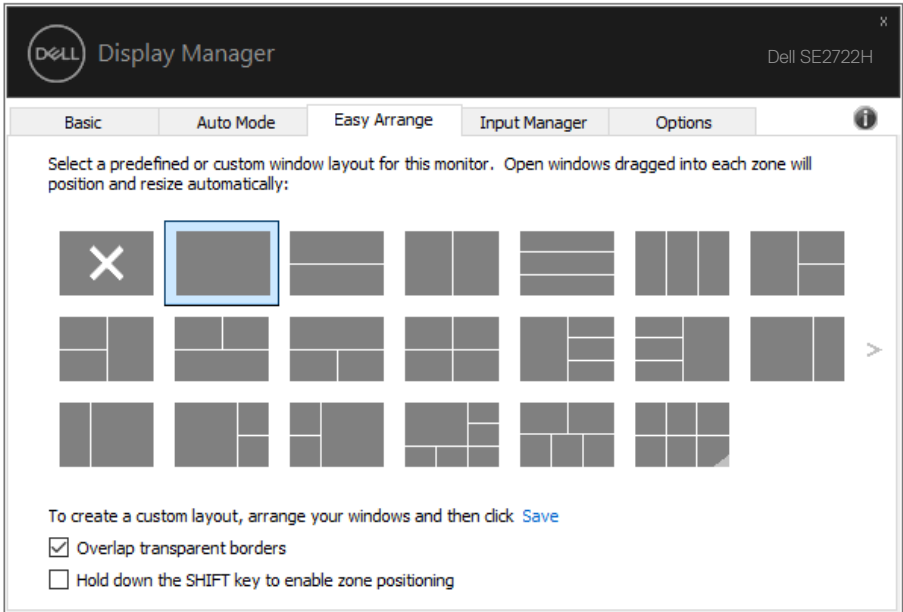 x
DELL Display Manager
Dell SE2722H
Basic Auto Mode Easy Arrange Input Manager Options
Select a predefined or custom window layout for this monitor. Open windows dragged into each zone will
position and resize automatically:
>
To create a custom layout, arrange your windows and then click Save
Overlap transparent borders
Hold down the SHIFT key to enable zone positioning